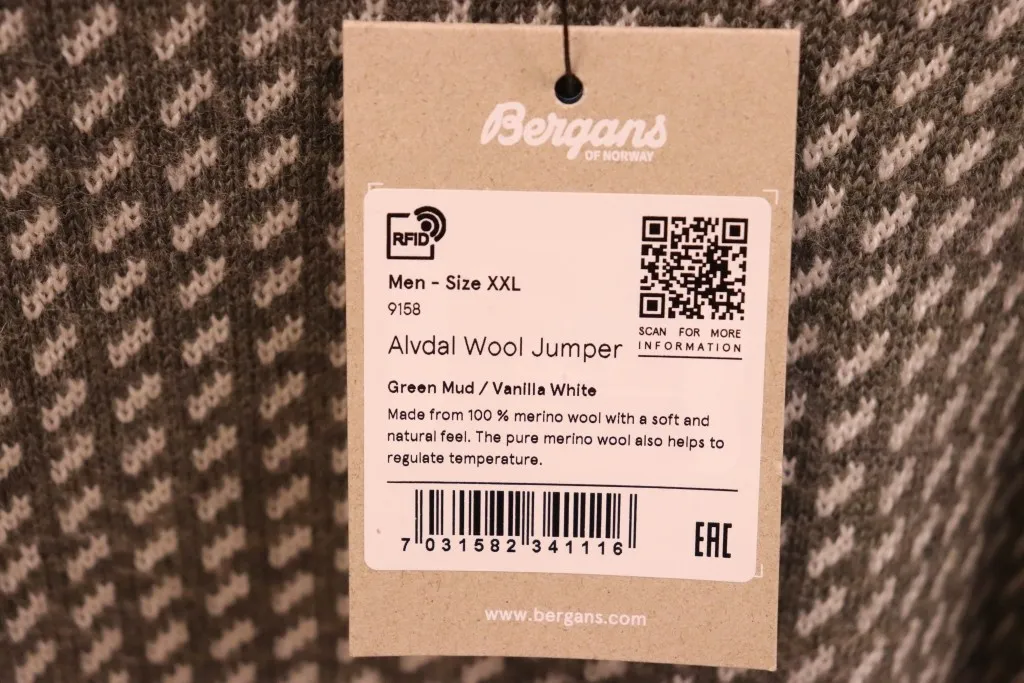 Bergans
OF NORWAY
RFID
Men - Size XXL
9158
Alvdal Wool Jumper
SCAN FOR MORE
INFORMATION
Green Mud / Vanilla White
Made from 100 % merino wool with a soft and
natural feel. The pure merino wool also helps to
regulate temperature.
7 031582 341116
EAC
www.bergans.com